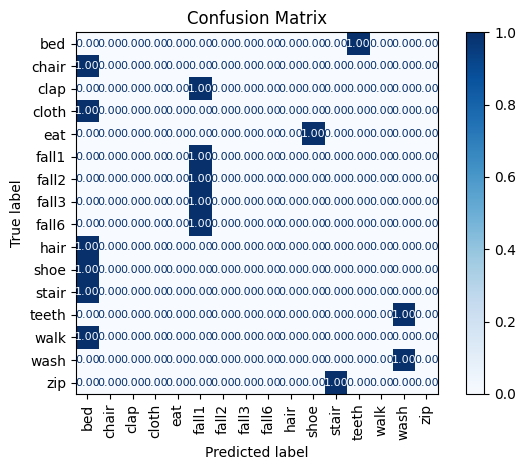 Confusion Matrix
bed 0.00 0.00 0.00 0.00 0.00 0.00 0.00 0.00 0.00 0.00 0.00 0.00 1.00 0.00 0.00 0.00
chair 1.00 0.00 0.00 0.00 0.00 0.00 0.00 0.00 0.00 0.00 0.00 0.00 0.00 0.00 0.00 0.00
clap 0.00 0.00 0.00 0.00 0.00 1.00 0.00 0.00 0.00 0.00 0.00 0.00 0.00 0.00 0.00 0.00
cloth 1.00 0.00 0.00 0.00 0.00 0.00 0.00 0.00 0.00 0.00 0.00 0.00 0.00 0.00 0.00 0.00
eat 0.00 0.00 0.00 0.00 0.00 0.00 0.00 0.00 0.00 0.00 1.00 0.00 0.00 0.00 0.00 0.00
fall1 0.00 0.00 0.00 0.00 0.00 1.00 0.00 0.00 0.00 0.00 0.00 0.00 0.00 0.00 0.00 0.00
fall2 0.00 0.00 0.00 0.00 0.00 1.00 0.00 0.00 0.00 0.00 0.00 0.00 0.00 0.00 0.00 0.00
fall3 0.00 0.00 0.00 0.00 0.00 1.00 0.00 0.00 0.00 0.00 0.00 0.00 0.00 0.00 0.00 0.00
fall6 0.00 0.00 0.00 0.00 0.00 1.00 0.00 0.00 0.00 0.00 0.00 0.00 0.00 0.00 0.00 0.00
hair 1.00 0.00 0.00 0.00 0.00 0.00 0.00 0.00 0.00 0.00 0.00 0.00 0.00 0.00 0.00 0.00
shoe 1.00 0.00 0.00 0.00 0.00 0.00 0.00 0.00 0.00 0.00 0.00 0.00 0.00 0.00 0.00 0.00
stair 1.00 0.00 0.00 0.00 0.00 0.00 0.00 0.00 0.00 0.00 0.00 0.00 0.00 0.00 0.00 0.00
teeth 0.00 0.00 0.00 0.00 0.00 0.00 0.00 0.00 0.00 0.00 0.00 0.00 0.00 0.00 1.00 0.00
walk 1.00 0.00 0.00 0.00 0.00 0.00 0.00 0.00 0.00 0.00 0.00 0.00 0.00 0.00 0.00 0.00
wash 0.00 0.00 0.00 0.00 0.00 0.00 0.00 0.00 0.00 0.00 0.00 0.00 0.00 0.00 1.00 0.00
zip 0.00 0.00 0.00 0.00 0.00 0.00 0.00 0.00 0.00 0.00 0.00 1.00 0.00 0.00 0.00 0.00
True label
bed chair clap cloth eat fall1 fall2 fall3 fall6 hair shoe stair teeth walk wash zip
Predicted label
1.0
0.8
0.6
0.4
0.2
0.0